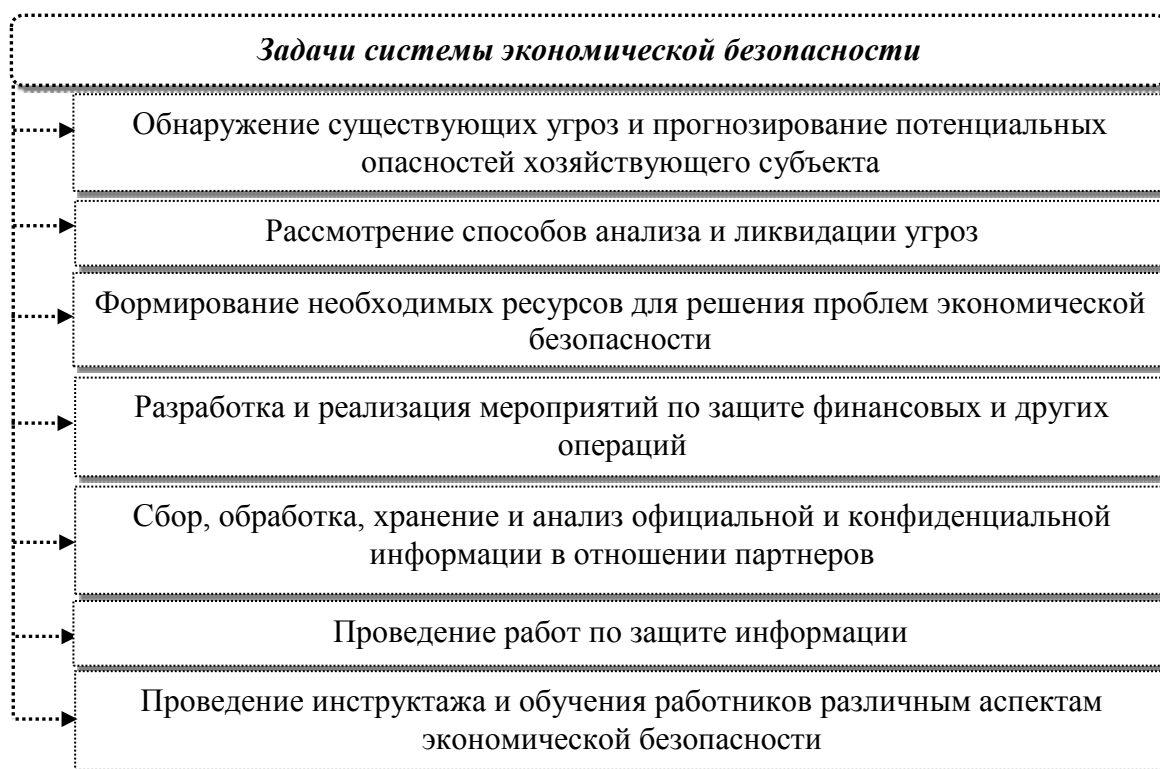 Задачи системы экономической безопасности
Обнаружение существующих угроз и прогнозирование потенциальных
опасностей хозяйствующего субъекта
Рассмотрение способов анализа и ликвидации угроз
Формирование необходимых ресурсов для решения проблем экономической
безопасности
Разработка и реализация мероприятий по защите финансовых и других
операций
Сбор, обработка, хранение и анализ официальной и конфиденциальной
информации в отношении партнеров
Проведение работ по защите информации
Проведение инструктажа и обучения работников различным аспектам
экономической безопасности